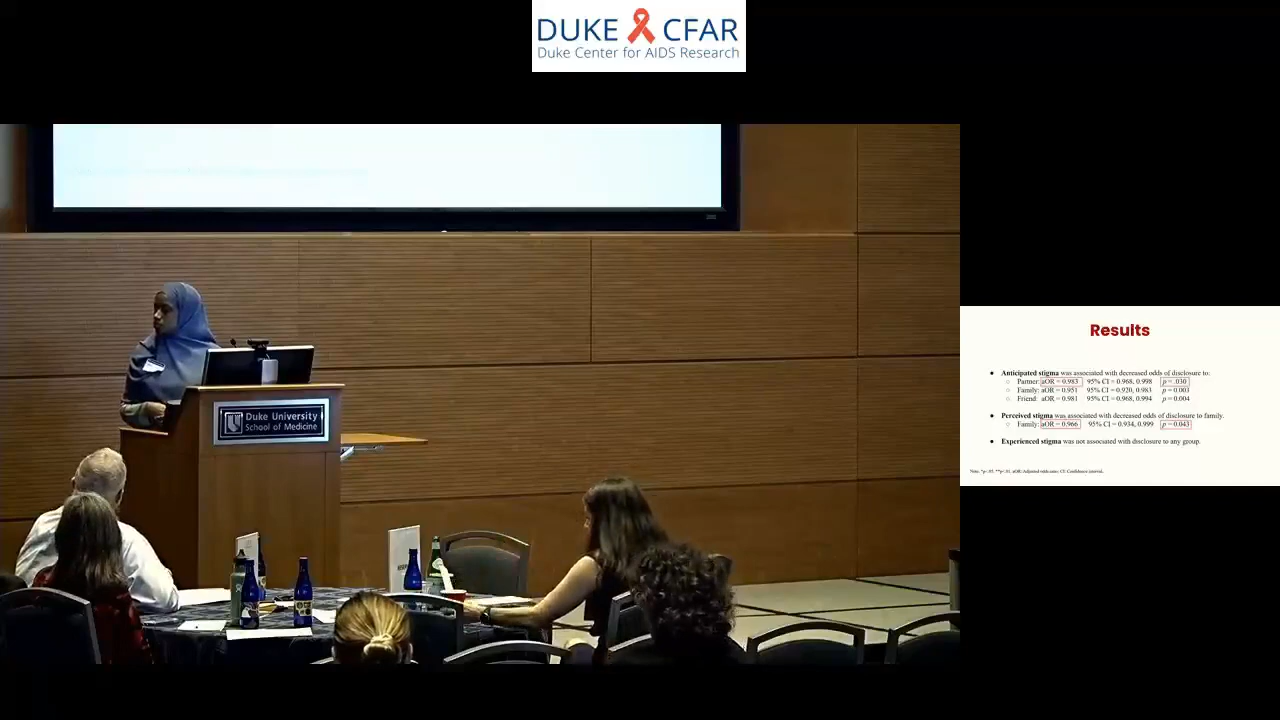 DUKE CFAR
Duke Center for AIDS Research
Duke University
School of Medicine
Results
● Anticipated stigma was associated with decreased odds of disclosure to:
○ Partner: aOR = 0.983 95% CI = 0.968, 0.998 p = .030
○ Family: aOR = 0.951 95% CI = 0.920, 0.983 p = 0.003
○ Friend: aOR = 0.981 95% CI = 0.968, 0.994 p = 0.004
● Perceived stigma was associated with decreased odds of disclosure to family.
○ Family: aOR = 0.966 95% CI = 0.934, 0.999 p = 0.043
● Experienced stigma was not associated with disclosure to any group.